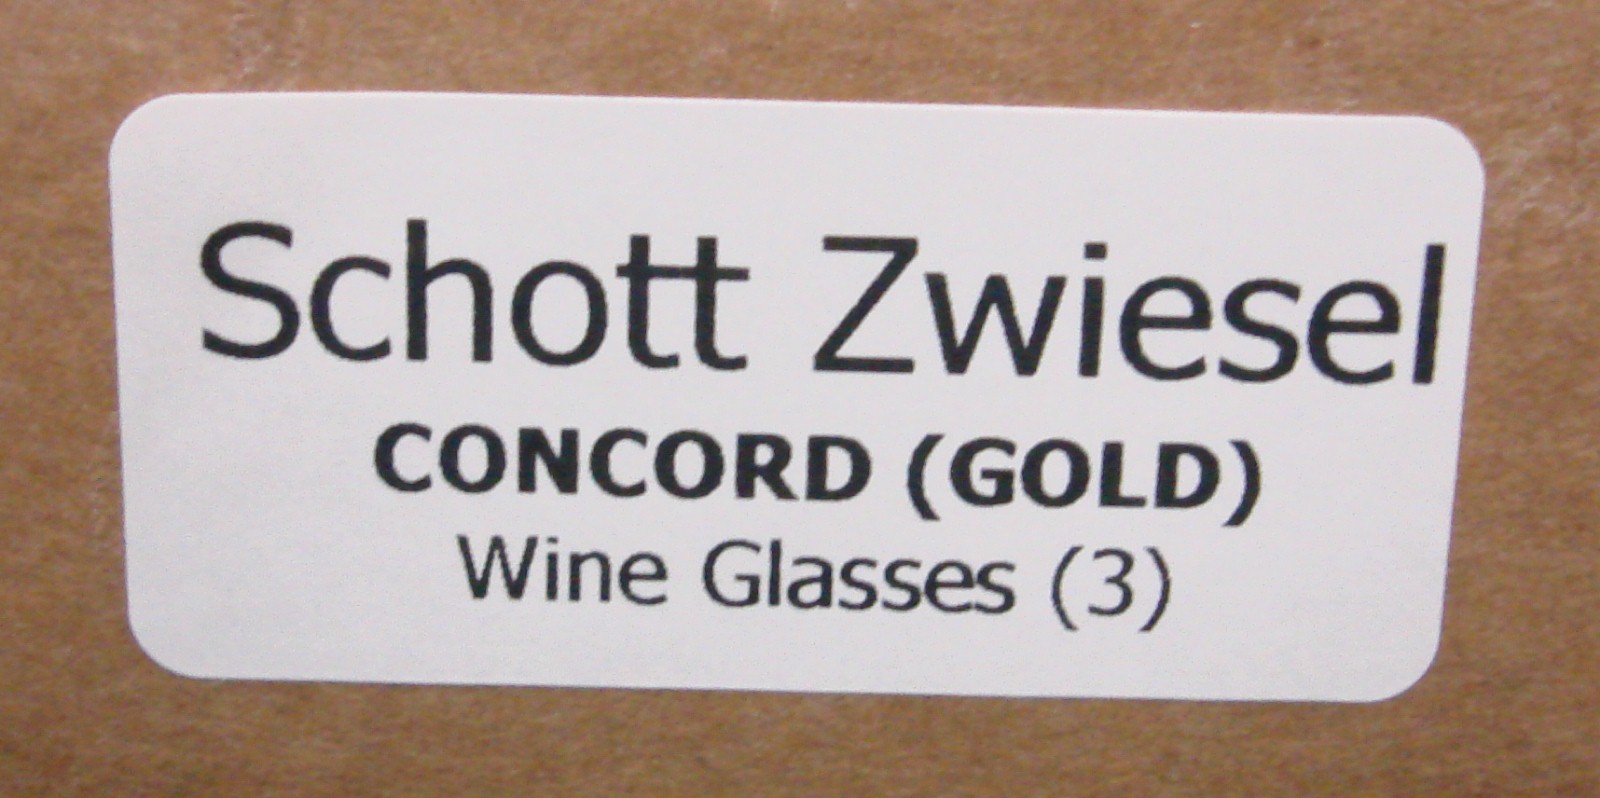 Schott Zwiesel
CONCORD (GOLD)
Wine Glasses (3)